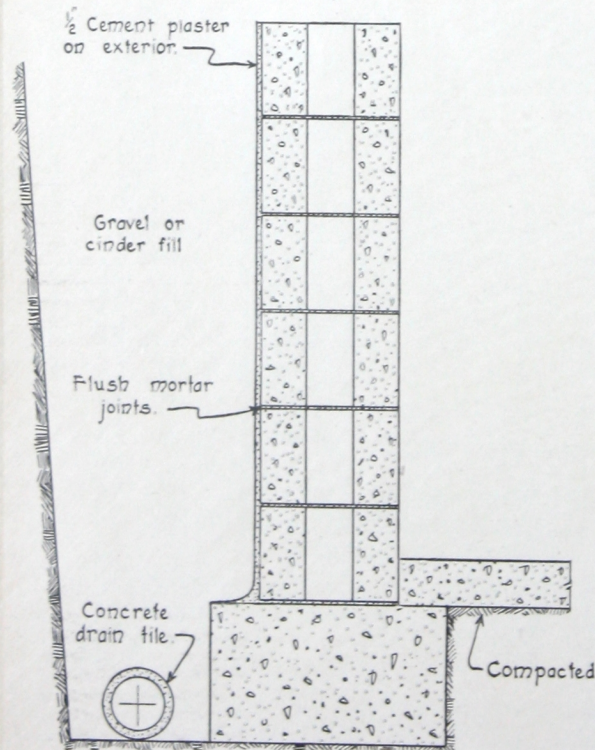 ½" Cement plaster
on exterior.
Gravel or
cinder fill
Flush mortar
joints.
Concrete
drain tile.
Compacted